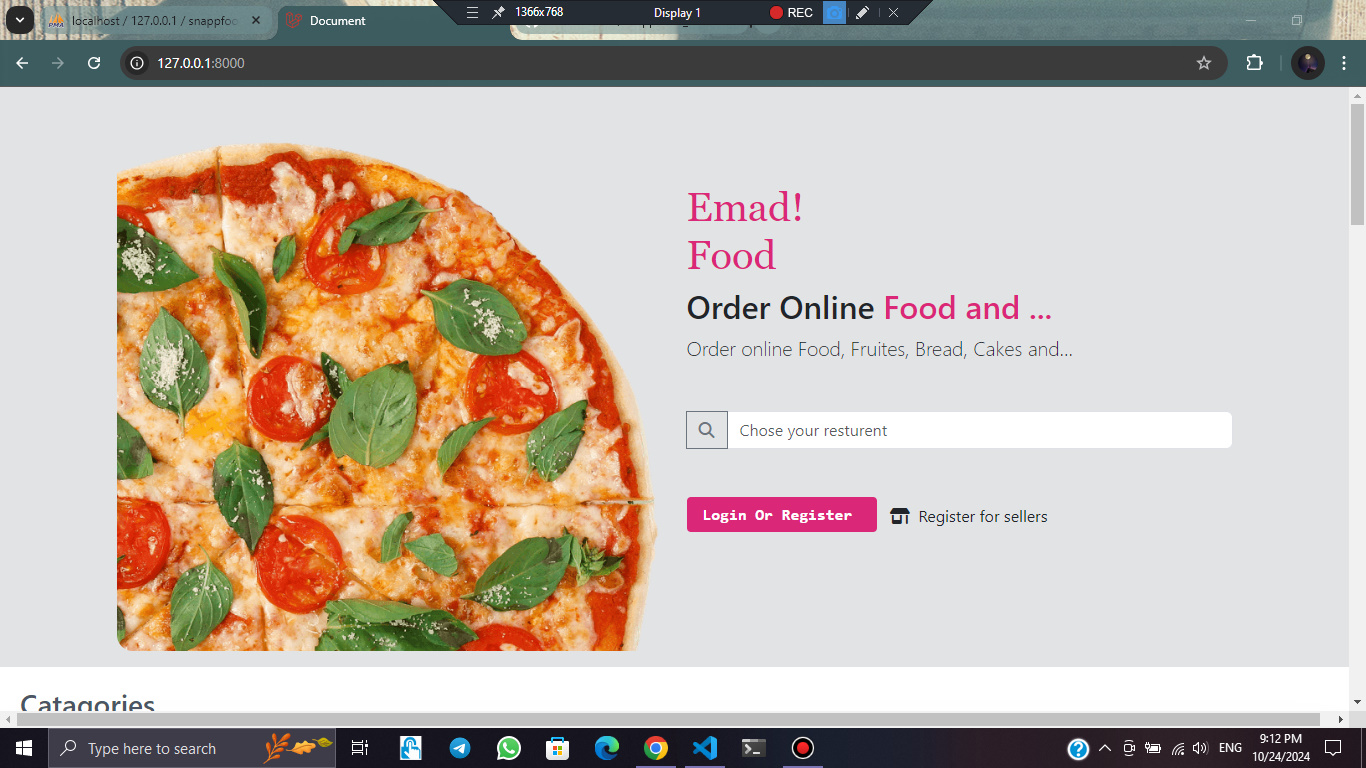 1366x768
Display 1
REC
localhost / 127.0.0.1 / snappfoo
Document
127.0.0.1:8000
Emad!
Food
Order Online Food and ...
Order online Food, Fruites, Bread, Cakes and...
Chose your resturent
Login Or Register
Register for sellers
Catagories
Type here to search
ENG
9:12 PM
10/24/2024